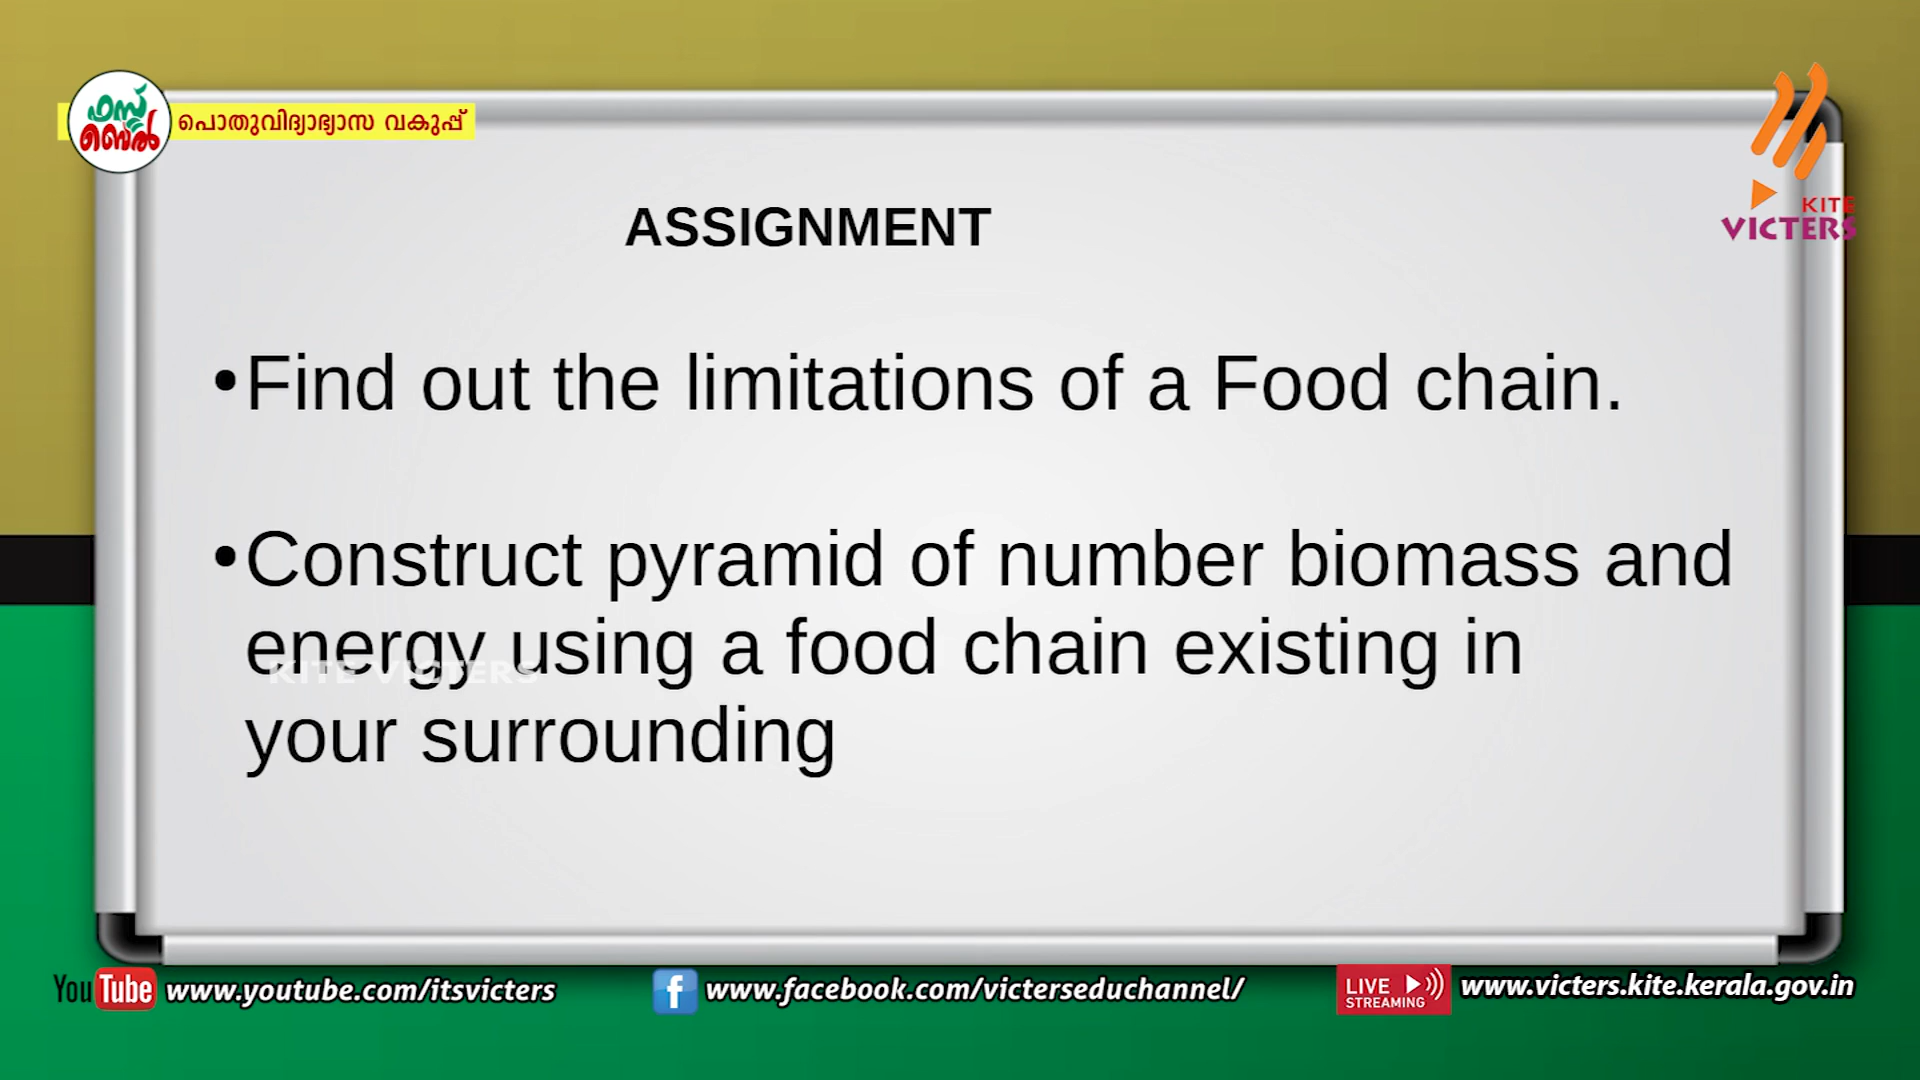 ഫസ്റ്റ്
ബെൽ
പൊതുവിദ്യാഭ്യാസ വകുപ്പ്
KITE
VICTERS
ASSIGNMENT
•Find out the limitations of a Food chain.
•Construct pyramid of number biomass and
energy using a food chain existing in
KITE VICTERS
your surrounding
YouTube www.youtube.com/itsvicters
f www.facebook.com/victerseduchannel/
LIVE
STREAMING
www.victers.kite.kerala.gov.in